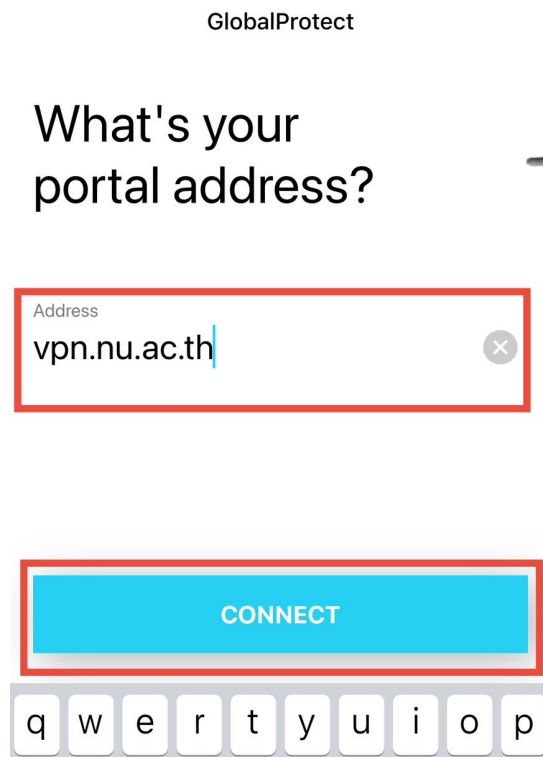 GlobalProtect
What's your
portal address?
Address
vpn.nu.ac.th
CONNECT
q w e r t y u i o p